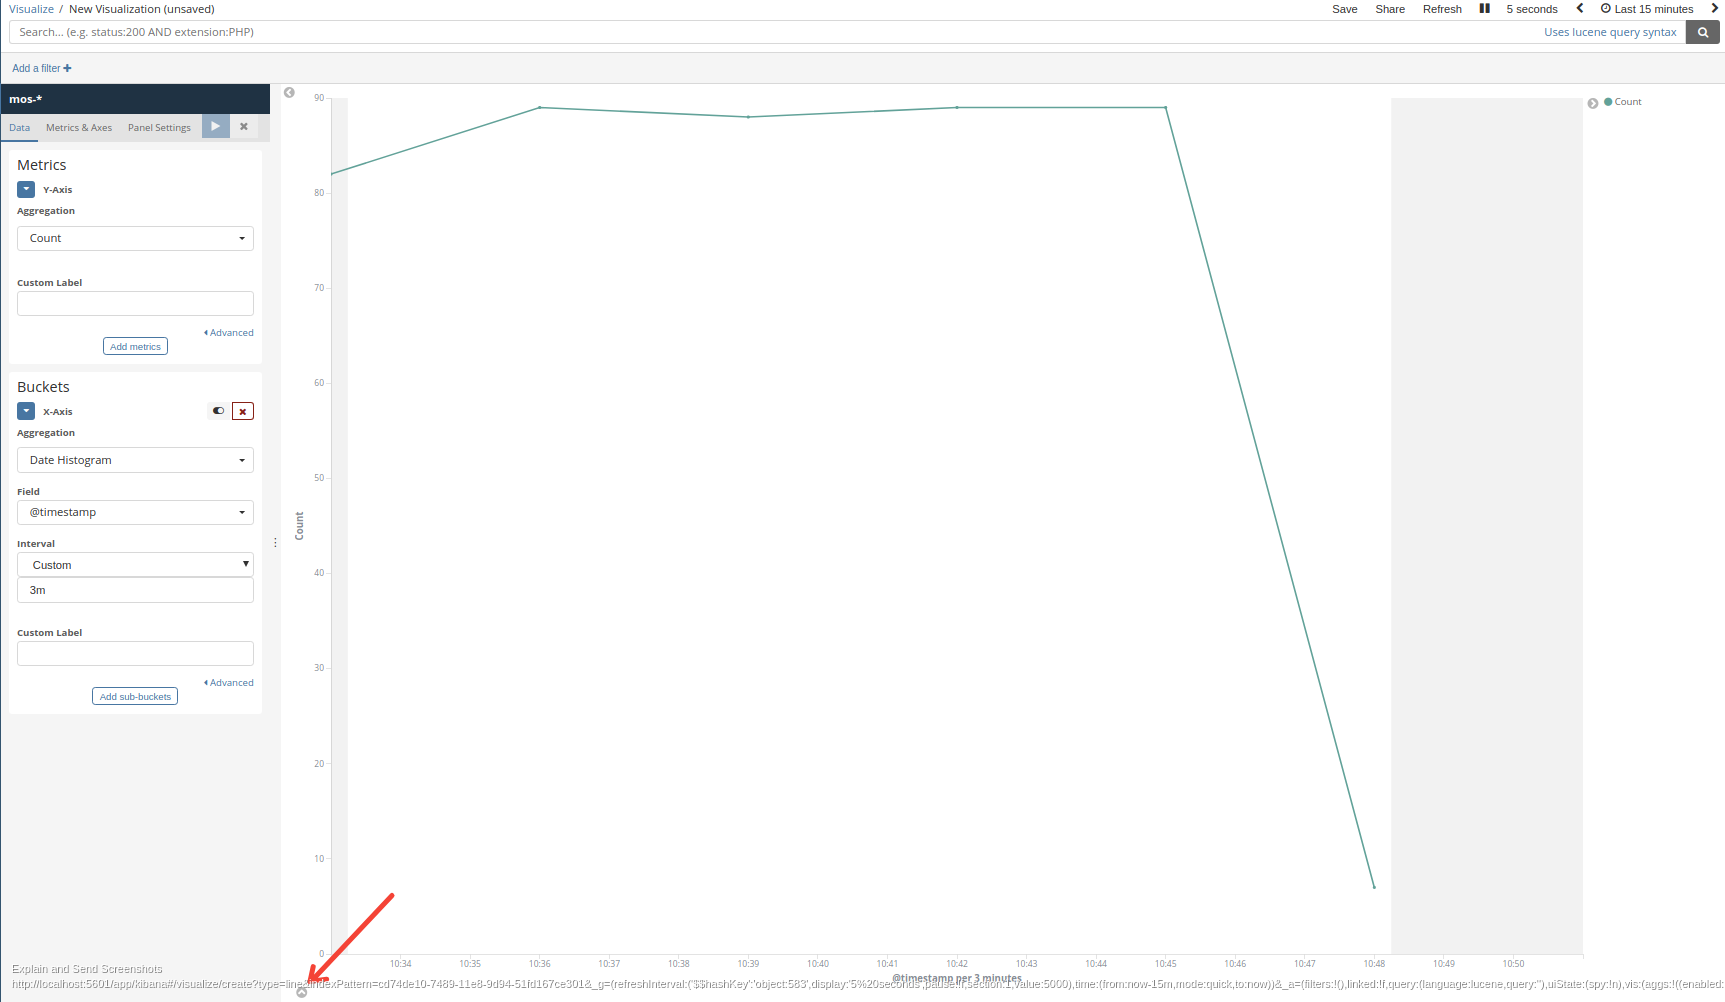 Visualize / New Visualization (unsaved)
Save Share Refresh 5 seconds Last 15 minutes
Search... (e.g. status:200 AND extension:PHP)
Uses lucene query syntax
Add a filter
mos-*
Data Metrics & Axes Panel Settings
Metrics
Y-Axis
Aggregation
Count
Custom Label
Advanced
Add metrics
Buckets
X-Axis
Aggregation
Date Histogram
Field
@timestamp
Interval
Custom
3m
Custom Label
Advanced
Add sub-buckets
90
80
70
60
50
40
30
20
10
0
Count
10:34 10:35 10:36 10:37 10:38 10:39 10:40 10:41 10:42 10:43 10:44 10:45 10:46 10:47 10:48 10:49 10:50
@timestamp per 3 minutes
Count
Explain and Send Screenshots
http://localhost:5601/app/kibana#/visualize/create?type=line&indexPattern=cd74de10-7489-11e8-9d94-51fd167ce301&_g=(refreshInterval:('$$hashKey':'object:583',display:'5%20seconds',pause:!f,section:1,value:5000),time:(from:now-15m,mode:quick,to:now))&_a=(filters:!(),linked:!f,query:(language:lucene,query:''),uiState:(spy:!n),vis:(aggs:!((enabled: